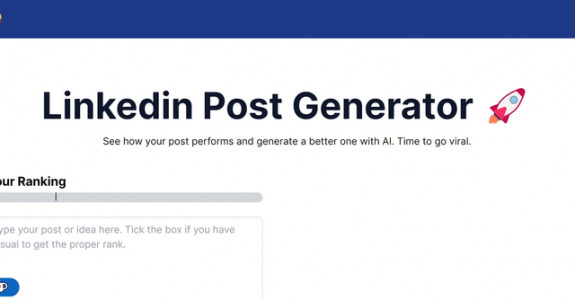 Linkedin Post Generator 🚀
See how your post performs and generate a better one with AI. Time to go viral.
our Ranking
ype your post or idea here. Tick the box if you have
sual to get the proper rank.